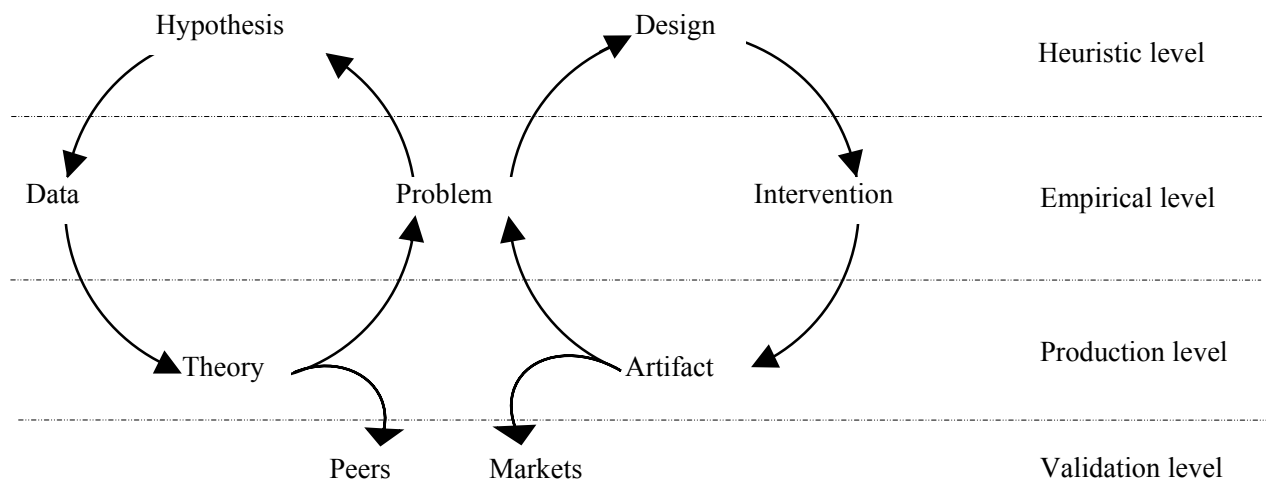 Hypothesis
Design
Heuristic level
Data
Problem
Intervention
Empirical level
Theory
Artifact
Production level
Peers
Markets
Validation level